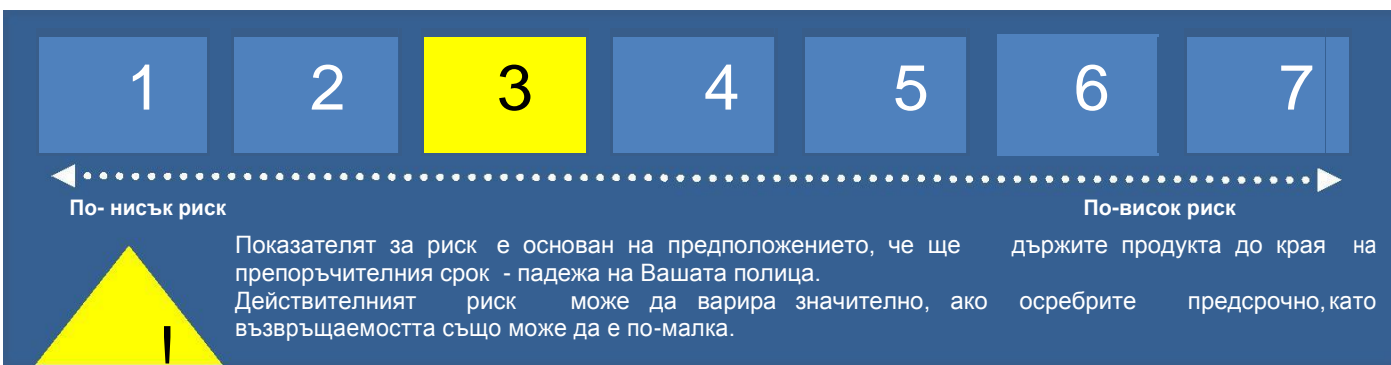 1 2 3 4 5 6 7
По- нисък риск По-висок риск
Показателят за риск е основан на предположението, че ще държите продукта до края на
препоръчителния срок - падежа на Вашата полица.
Действителният риск може да варира значително, ако осребрите предсрочно, като
възвръщаемостта също може да е по-малка.
!